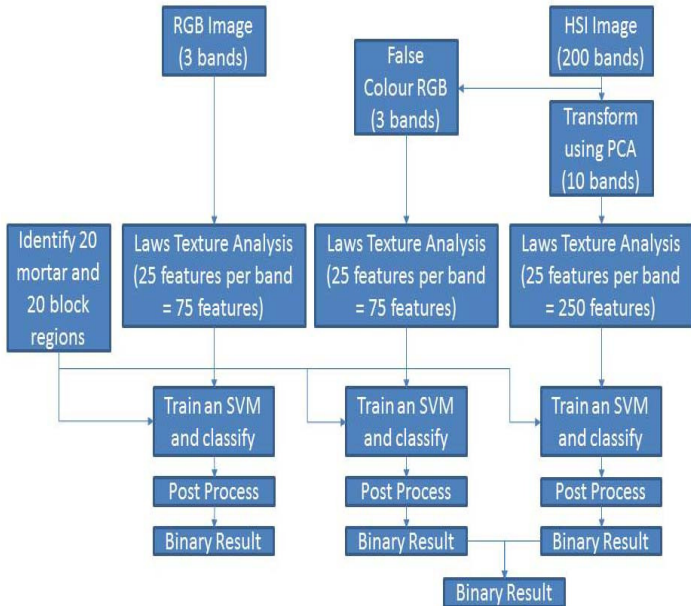 RGB Image
(3 bands)
False
Colour RGB
(3 bands)
HSI Image
(200 bands)
Transform
using PCA
(10 bands)
Identify 20
mortar and
20 block
regions
Laws Texture Analysis
(25 features per band
= 75 features)
Laws Texture Analysis
(25 features per band
= 75 features)
Laws Texture Analysis
(25 features per band
= 250 features)
Train an SVM
and classify
Train an SVM
and classify
Train an SVM
and classify
Post Process
Post Process
Post Process
Binary Result
Binary Result
Binary Result
Binary Result